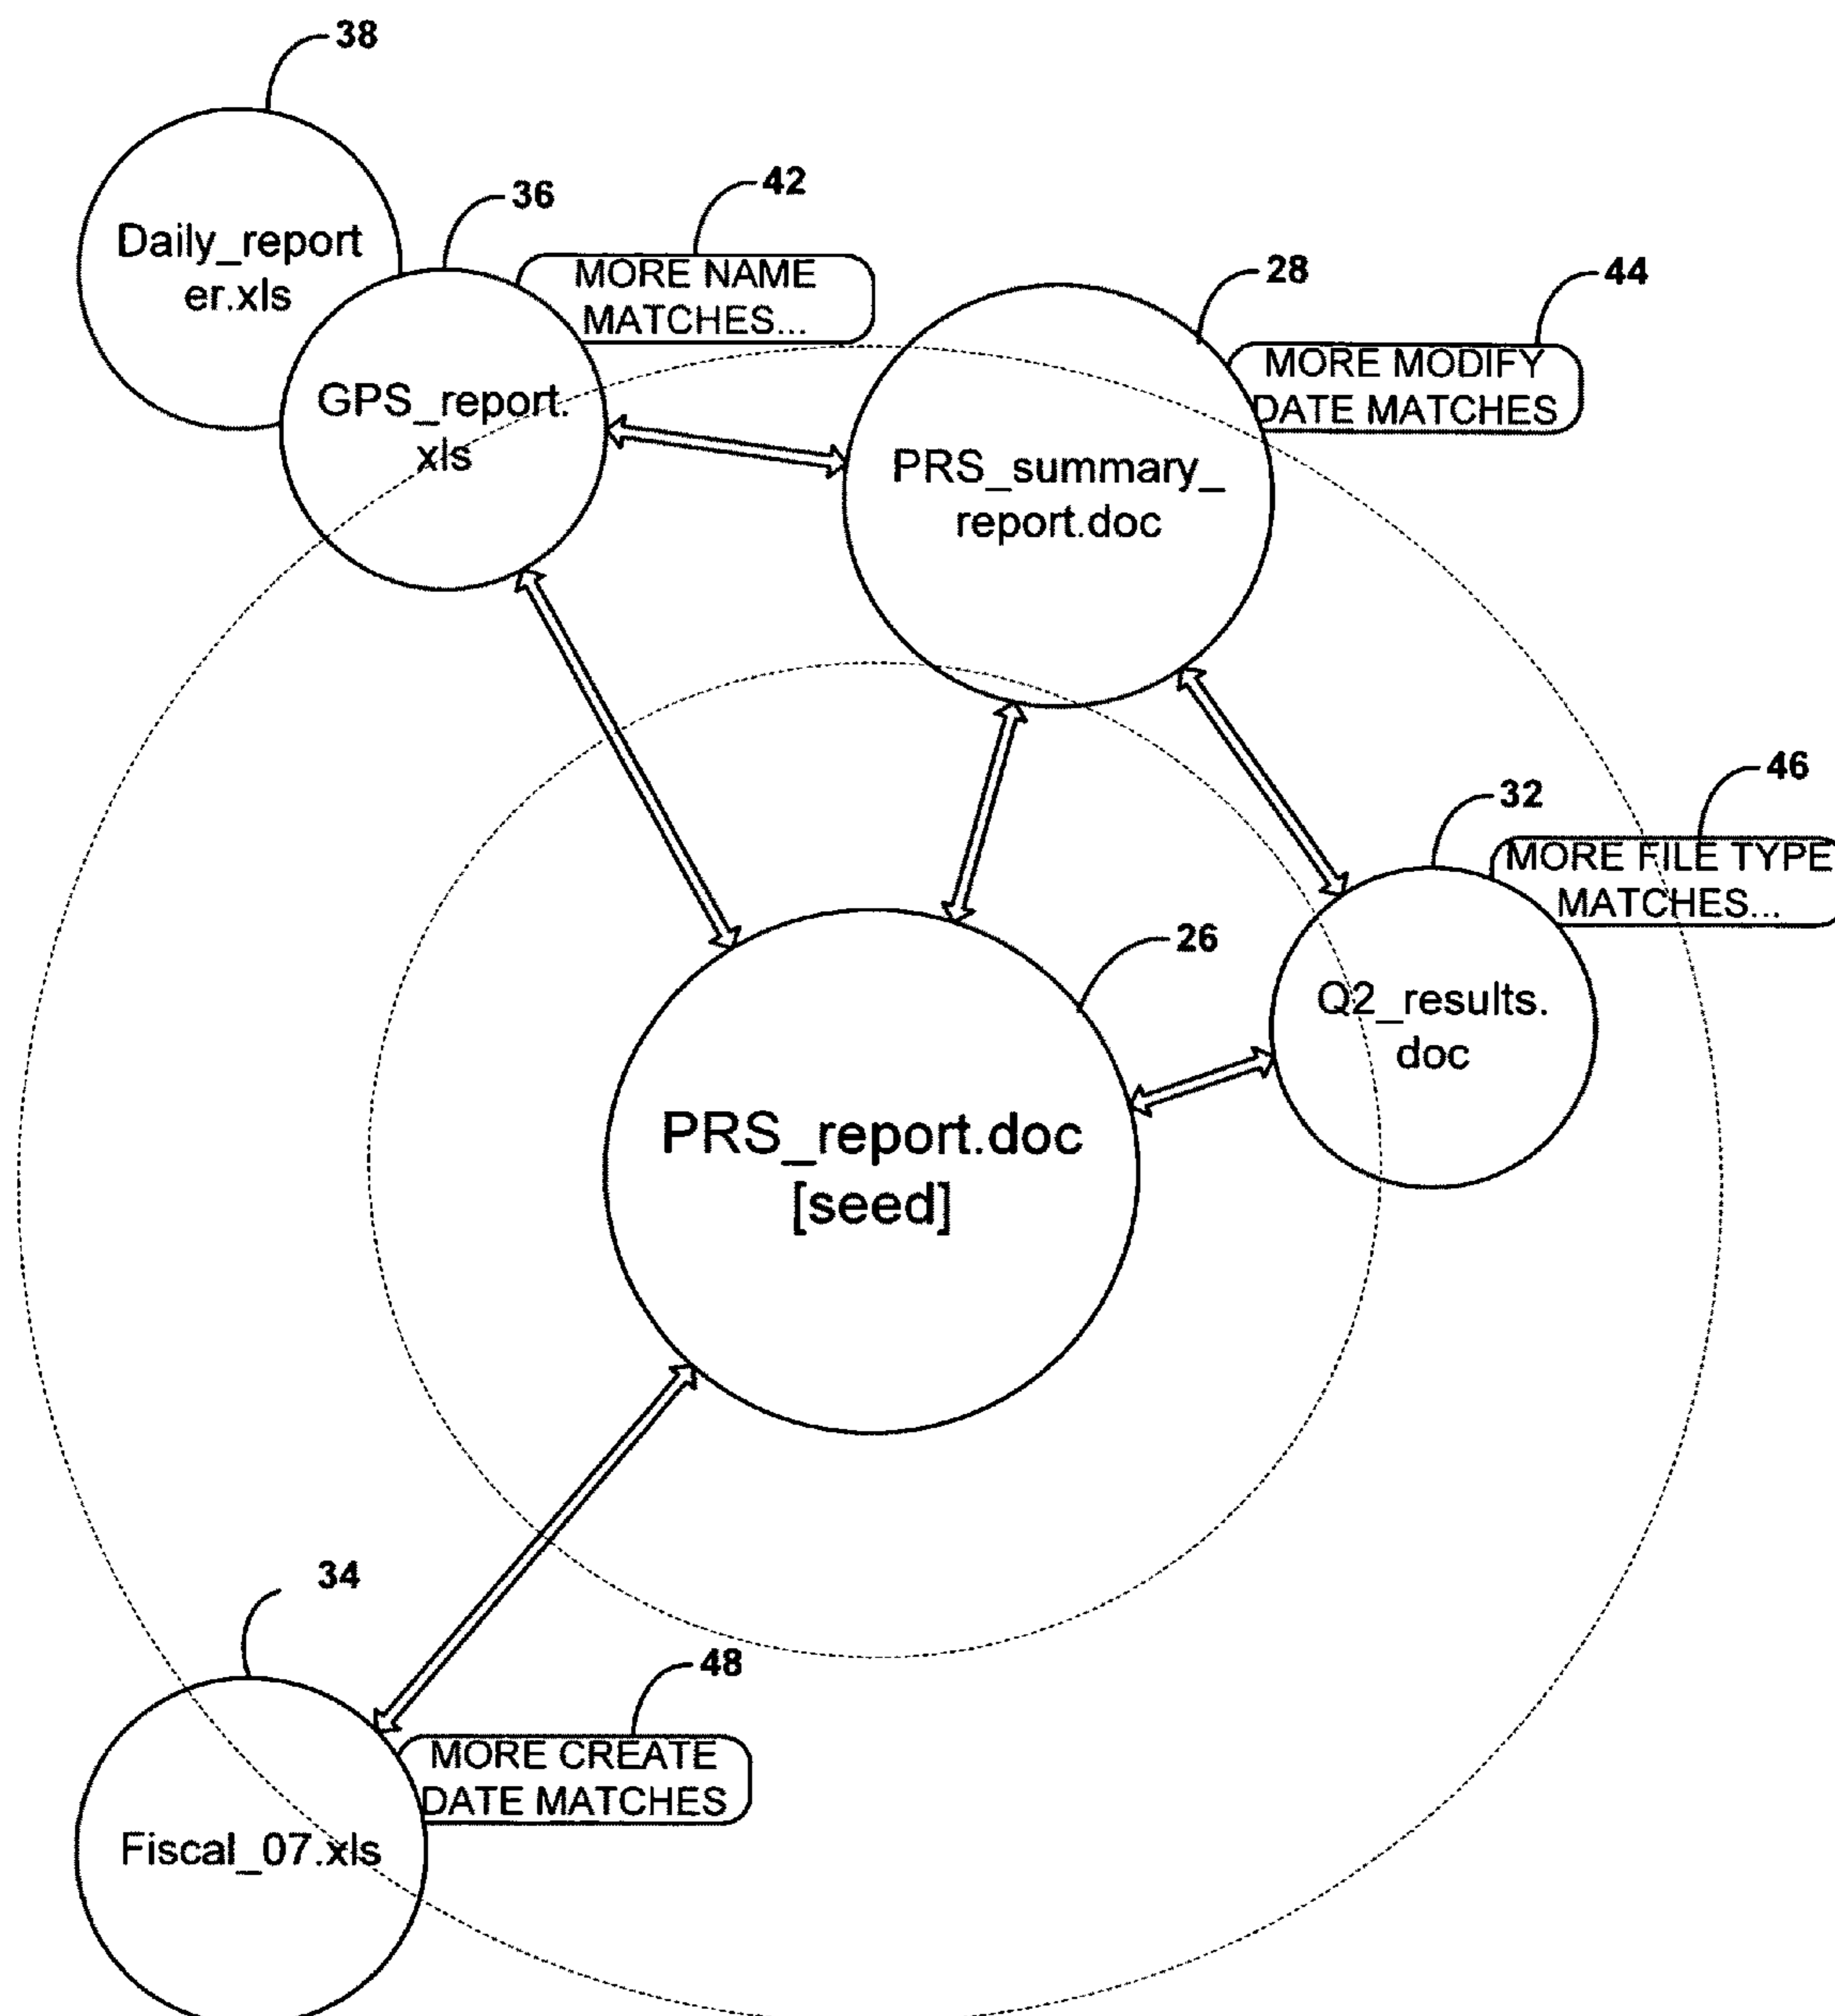 38
Daily_report
er.xls
36
GPS_report.
xls
42
MORE NAME
MATCHES...
28
PRS_summary_
report.doc
44
MORE MODIFY
DATE MATCHES
46
MORE FILE TYPE
MATCHES...
32
Q2_results.
doc
26
PRS_report.doc
[seed]
34
Fiscal_07.xls
48
MORE CREATE
DATE MATCHES